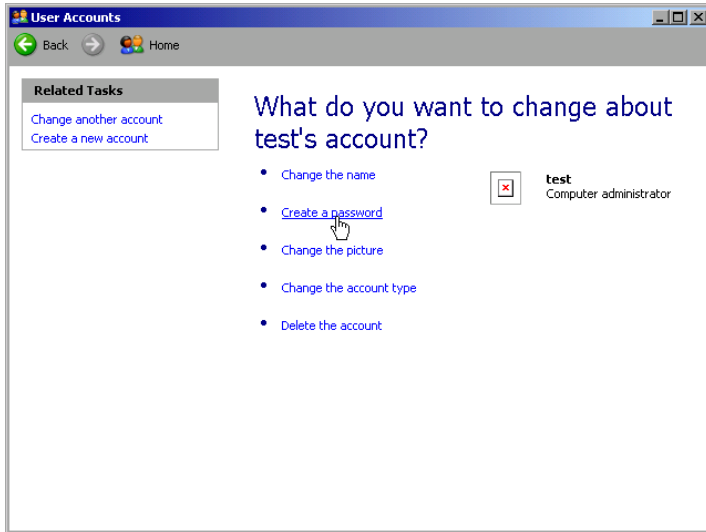 User Accounts
Back Home
Related Tasks
Change another account
Create a new account
What do you want to change about
test's account?
Change the name
Create a password
Change the picture
Change the account type
Delete the account
test
Computer administrator